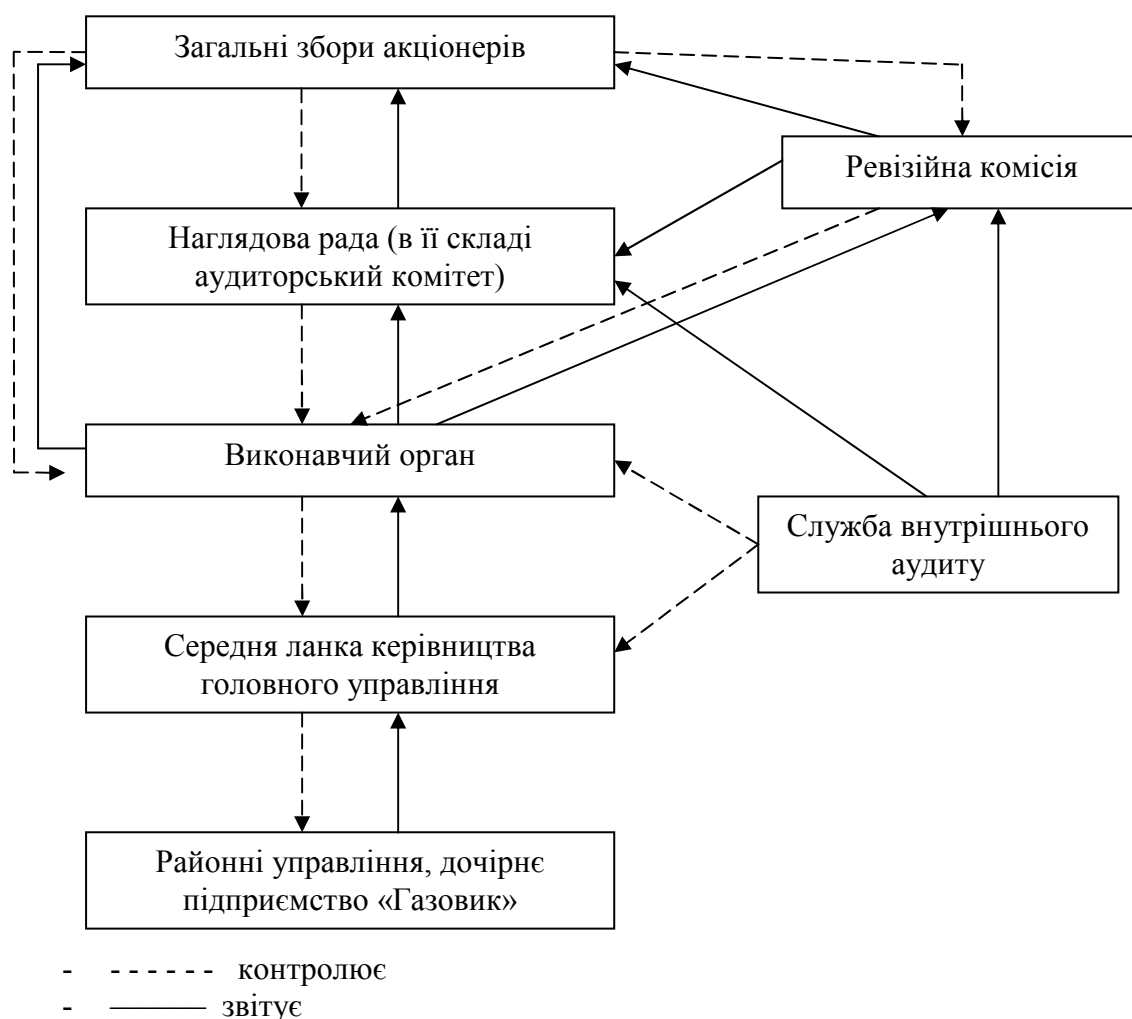 Загальні збори акціонерів
Ревізійна комісія
Наглядова рада (в її складі
аудиторський комітет)
Виконавчий орган
Служба внутрішнього
аудиту
Середня ланка керівництва
головного управління
Районні управління, дочірнє
підприємство «Газовик»
- - - - - - - контролює
- ——— звітує